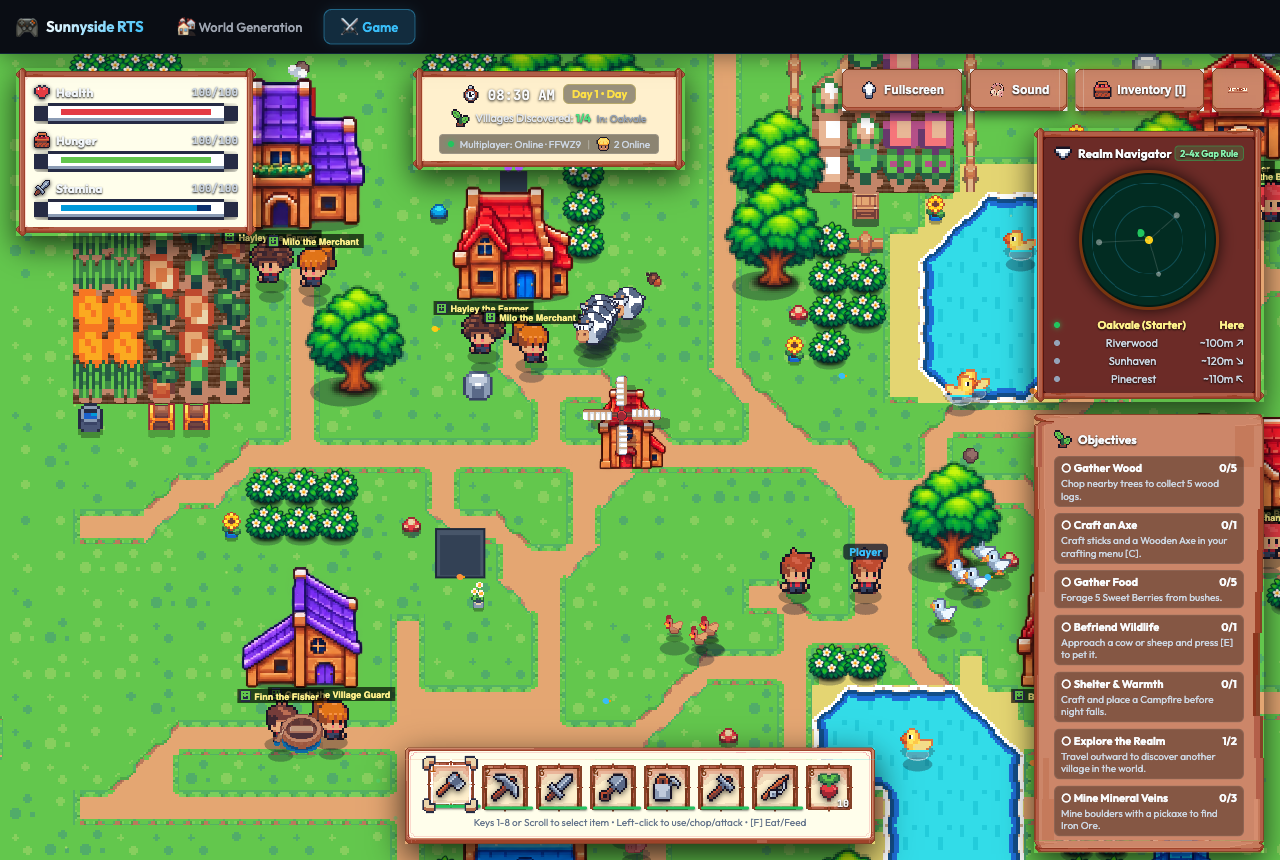 Sunnyside RTS
World Generation
Game
Health 100/100
Hunger 100/100
Stamina 100/100
08:30 AM Day 1 • Day
Villages Discovered: 1/4 In: Oakvale
Multiplayer: Online · FFWZ9 | 2 Online
Fullscreen
Sound
Inventory [I]
Realm Navigator 2-4x Gap Rule
Oakvale (Starter) Here
Riverwood ~100m ↗
Sunhaven ~120m ↘
Pinecrest ~110m ↖
Hayley
Milo the Merchant
Hayley the Farmer
Milo the Merchant
Objectives
Gather Wood 0/5
Chop nearby trees to collect 5 wood
logs.
Craft an Axe 0/1
Craft sticks and a Wooden Axe in your
crafting menu [C].
Gather Food 0/5
Forage 5 Sweet Berries from bushes.
Befriend Wildlife 0/1
Approach a cow or sheep and press [E]
to pet it.
Shelter & Warmth 0/1
Craft and place a Campfire before
night falls.
Explore the Realm 1/2
Travel outward to discover another
village in the world.
Mine Mineral Veins 0/3
Mine boulders with a pickaxe to find
Iron Ore.
Player
Finn the Fisher
e Village Guard
B
10
Keys 1-8 or Scroll to select item • Left-click to use/chop/attack • [F] Eat/Feed